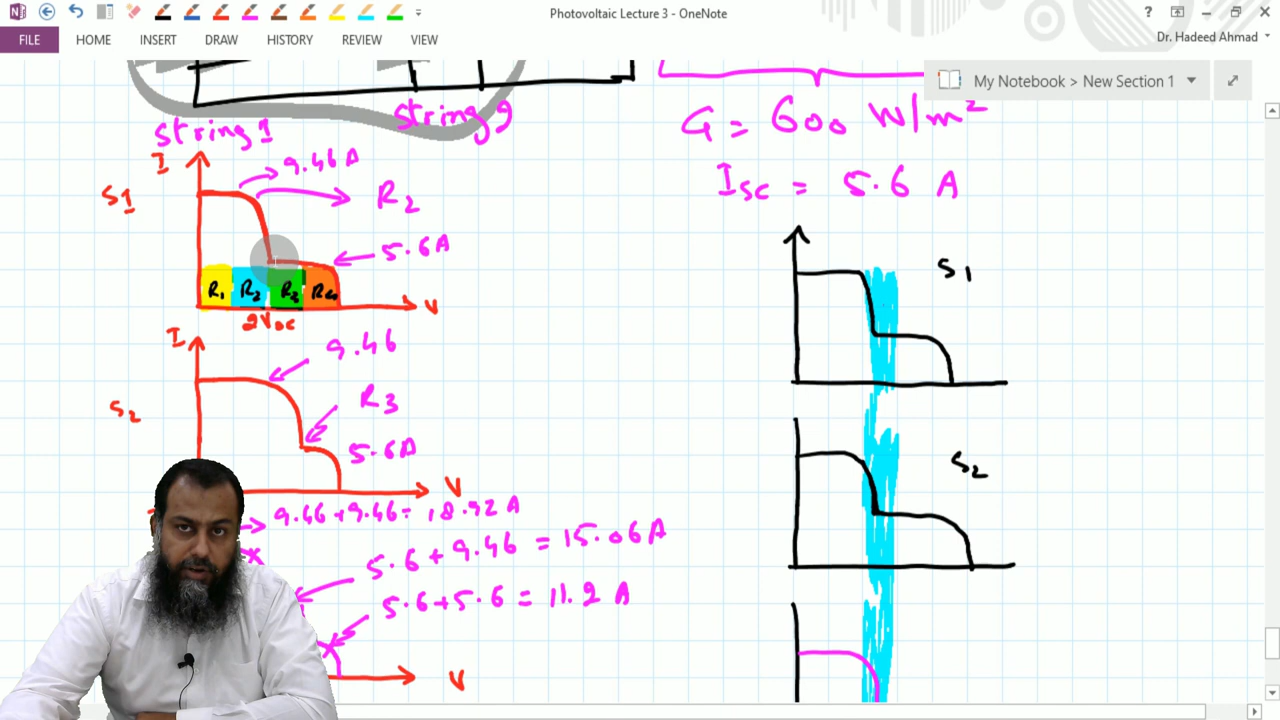 Photovoltaic Lecture 3 - OneNote
FILE HOME INSERT DRAW HISTORY REVIEW VIEW
Dr. Hadeed Ahmad
My Notebook > New Section 1
String 1
String 2
G = 600 W/m²
Isc = 5.6 A
I
9.46 A
S1
R2
5.6 A
R1 R2 R3 R4
V
2Voc
I
9.46
S2
R3
5.6A
V
9.46+9.46= 18.92 A
5.6 + 9.46 = 15.06 A
5.6+5.6 = 11.2 A
V
S1
S2